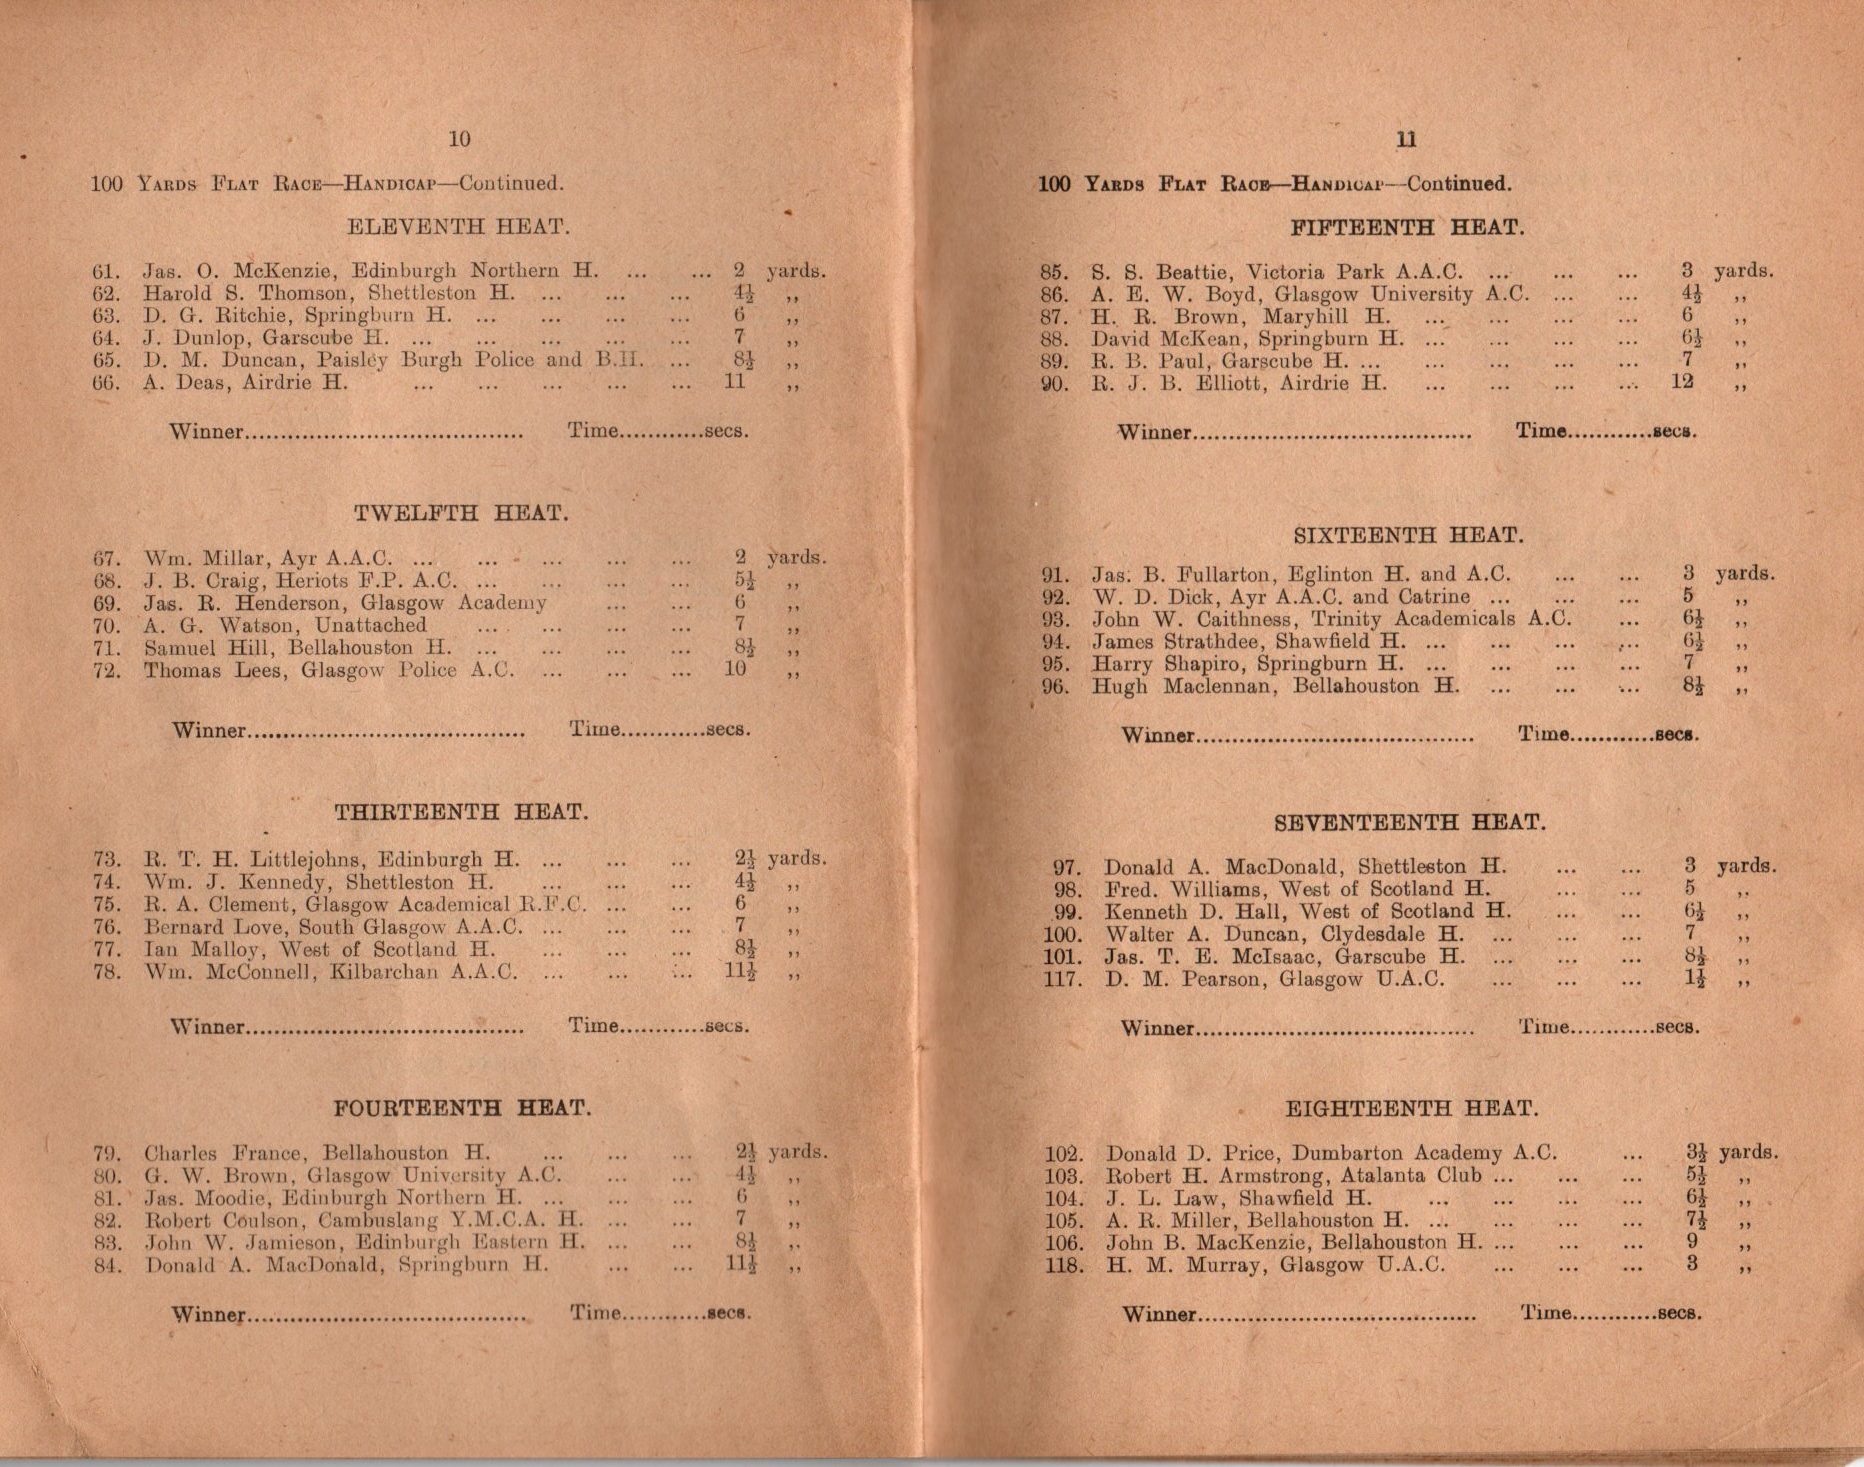 10
100 Yards Flat Race—Handicap—Continued.
ELEVENTH HEAT.
61. Jas. O. McKenzie, Edinburgh Northern H. ... ... 2 yards.
62. Harold S. Thomson, Shettleston H. ... ... ... 4½ ,,
63. D. G. Ritchie, Springburn H. ... ... ... ... 6 ,,
64. J. Dunlop, Garscube H. ... ... ... ... ... 7 ,,
65. D. M. Duncan, Paisley Burgh Police and B.H. ... 8½ ,,
66. A. Deas, Airdrie H. ... ... ... ... ... 11 ,,
Winner...................................... Time............secs.
TWELFTH HEAT.
67. Wm. Millar, Ayr A.A.C. ... ... ... ... ... 2 yards.
68. J. B. Craig, Heriots F.P. A.C. ... ... ... ... 5½ ,,
69. Jas. R. Henderson, Glasgow Academy ... ... 6 ,,
70. A. G. Watson, Unattached ... ... ... ... 7 ,,
71. Samuel Hill, Bellahouston H. ... ... ... ... 8½ ,,
72. Thomas Lees, Glasgow Police A.C. ... ... ... 10 ,,
Winner...................................... Time............secs.
THIRTEENTH HEAT.
73. R. T. H. Littlejohns, Edinburgh H. ... ... ... 2½ yards.
74. Wm. J. Kennedy, Shettleston H. ... ... ... 4½ ,,
75. R. A. Clement, Glasgow Academical R.F.C. ... ... 6 ,,
76. Bernard Love, South Glasgow A.A.C. ... ... ... 7 ,,
77. Ian Malloy, West of Scotland H. ... ... ... 8½ ,,
78. Wm. McConnell, Kilbarchan A.A.C. ... ... ... 11½ ,,
Winner...................................... Time............secs.
FOURTEENTH HEAT.
79. Charles France, Bellahouston H. ... ... ... 2½ yards.
80. G. W. Brown, Glasgow University A.C. ... ... 4½ ,,
81. Jas. Moodie, Edinburgh Northern H. ... ... ... 6 ,,
82. Robert Coulson, Cambuslang Y.M.C.A. H. ... ... 7 ,,
83. John W. Jamieson, Edinburgh Eastern H. ... ... 8½ ,,
84. Donald A. MacDonald, Springburn H. ... ... 11½ ,,
Winner...................................... Time............secs.
11
100 Yards Flat Race—Handicap—Continued.
FIFTEENTH HEAT.
85. S. S. Beattie, Victoria Park A.A.C. ... ... ... 3 yards.
86. A. E. W. Boyd, Glasgow University A.C. ... ... 4½ ,,
87. H. R. Brown, Maryhill H. ... ... ... ... 6 ,,
88. David McKean, Springburn H. ... ... ... ... 6½ ,,
89. R. B. Paul, Garscube H. ... ... ... ... ... 7 ,,
90. R. J. B. Elliott, Airdrie H. ... ... ... ... 12 ,,
Winner...................................... Time............secs.
SIXTEENTH HEAT.
91. Jas. B. Fullarton, Eglinton H. and A.C. ... ... 3 yards.
92. W. D. Dick, Ayr A.A.C. and Catrine ... ... ... 5 ,,
93. John W. Caithness, Trinity Academicals A.C. ... 6½ ,,
94. James Strathdee, Shawfield H. ... ... ... ... 6½ ,,
95. Harry Shapiro, Springburn H. ... ... ... ... 7 ,,
96. Hugh Maclennan, Bellahouston H. ... ... ... 8½ ,,
Winner...................................... Time............secs.
SEVENTEENTH HEAT.
97. Donald A. MacDonald, Shettleston H. ... ... 3 yards.
98. Fred. Williams, West of Scotland H. ... ... 5 ,,
99. Kenneth D. Hall, West of Scotland H. ... ... 6½ ,,
100. Walter A. Duncan, Clydesdale H. ... ... ... 7 ,,
101. Jas. T. E. McIsaac, Garscube H. ... ... ... 8½ ,,
117. D. M. Pearson, Glasgow U.A.C. ... ... ... 1½ ,,
Winner...................................... Time............secs.
EIGHTEENTH HEAT.
102. Donald D. Price, Dumbarton Academy A.C. ... 3½ yards.
103. Robert H. Armstrong, Atalanta Club ... ... ... 5½ ,,
104. J. L. Law, Shawfield H. ... ... ... ... 6½ ,,
105. A. R. Miller, Bellahouston H. ... ... ... ... 7½ ,,
106. John B. MacKenzie, Bellahouston H. ... ... ... 9 ,,
118. H. M. Murray, Glasgow U.A.C. ... ... ... 3 ,,
Winner...................................... Time............secs.